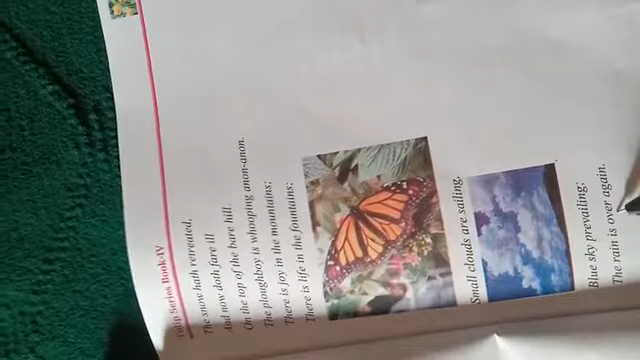 Tulip Series Book-IV
The snow hath retreated,
And now doth fare ill
On the top of the bare hill.
The ploughboy is whooping anon-anon.
There is joy in the mountains;
There is life in the fountains;
Small clouds are sailing,
Blue sky prevailing;
The rain is over again.